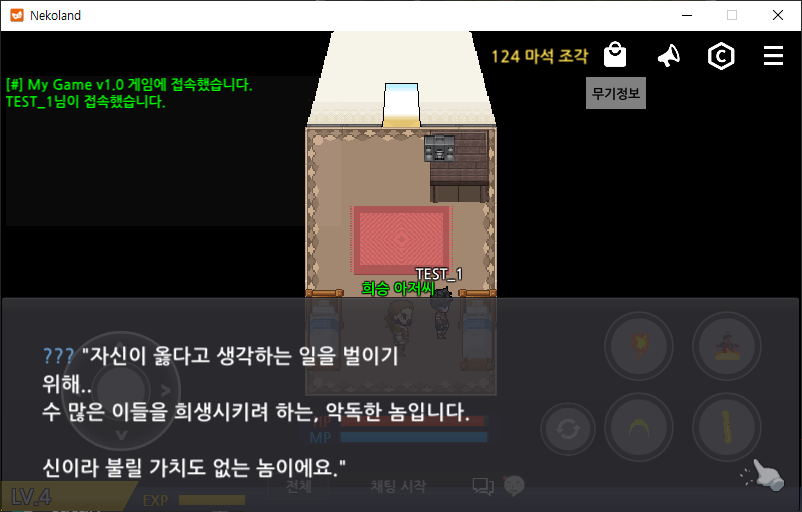 Nekoland
124 마석 조각
[#] My Game v1.0 게임에 접속했습니다.
TEST_1님이 접속했습니다.
무기정보
TEST_1
희승 아저씨
??? "자신이 옳다고 생각하는 일을 벌이기
위해..
수 많은 이들을 희생시키려 하는, 악독한 놈입니다.
신이라 불릴 가치도 없는 놈이에요."
HP
MP
전체
채팅 시작
LV.4
EXP